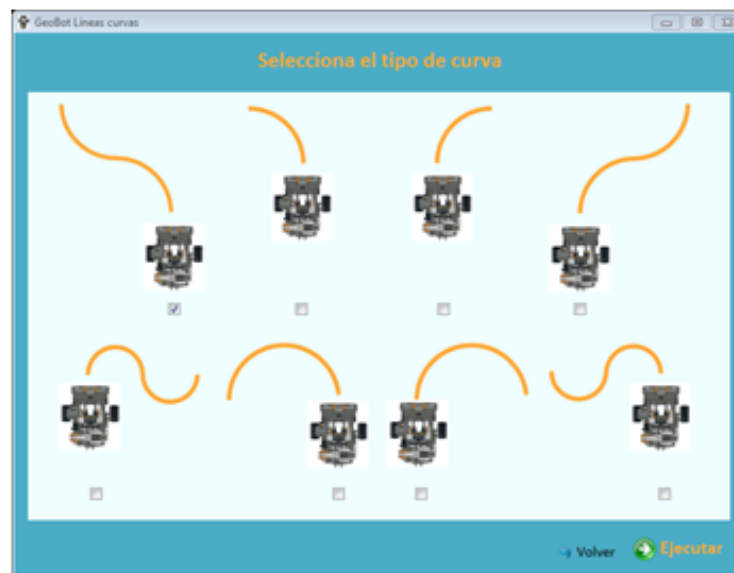 GeoBot Lineas curvas
Selecciona el tipo de curva
Volver
Ejecutar